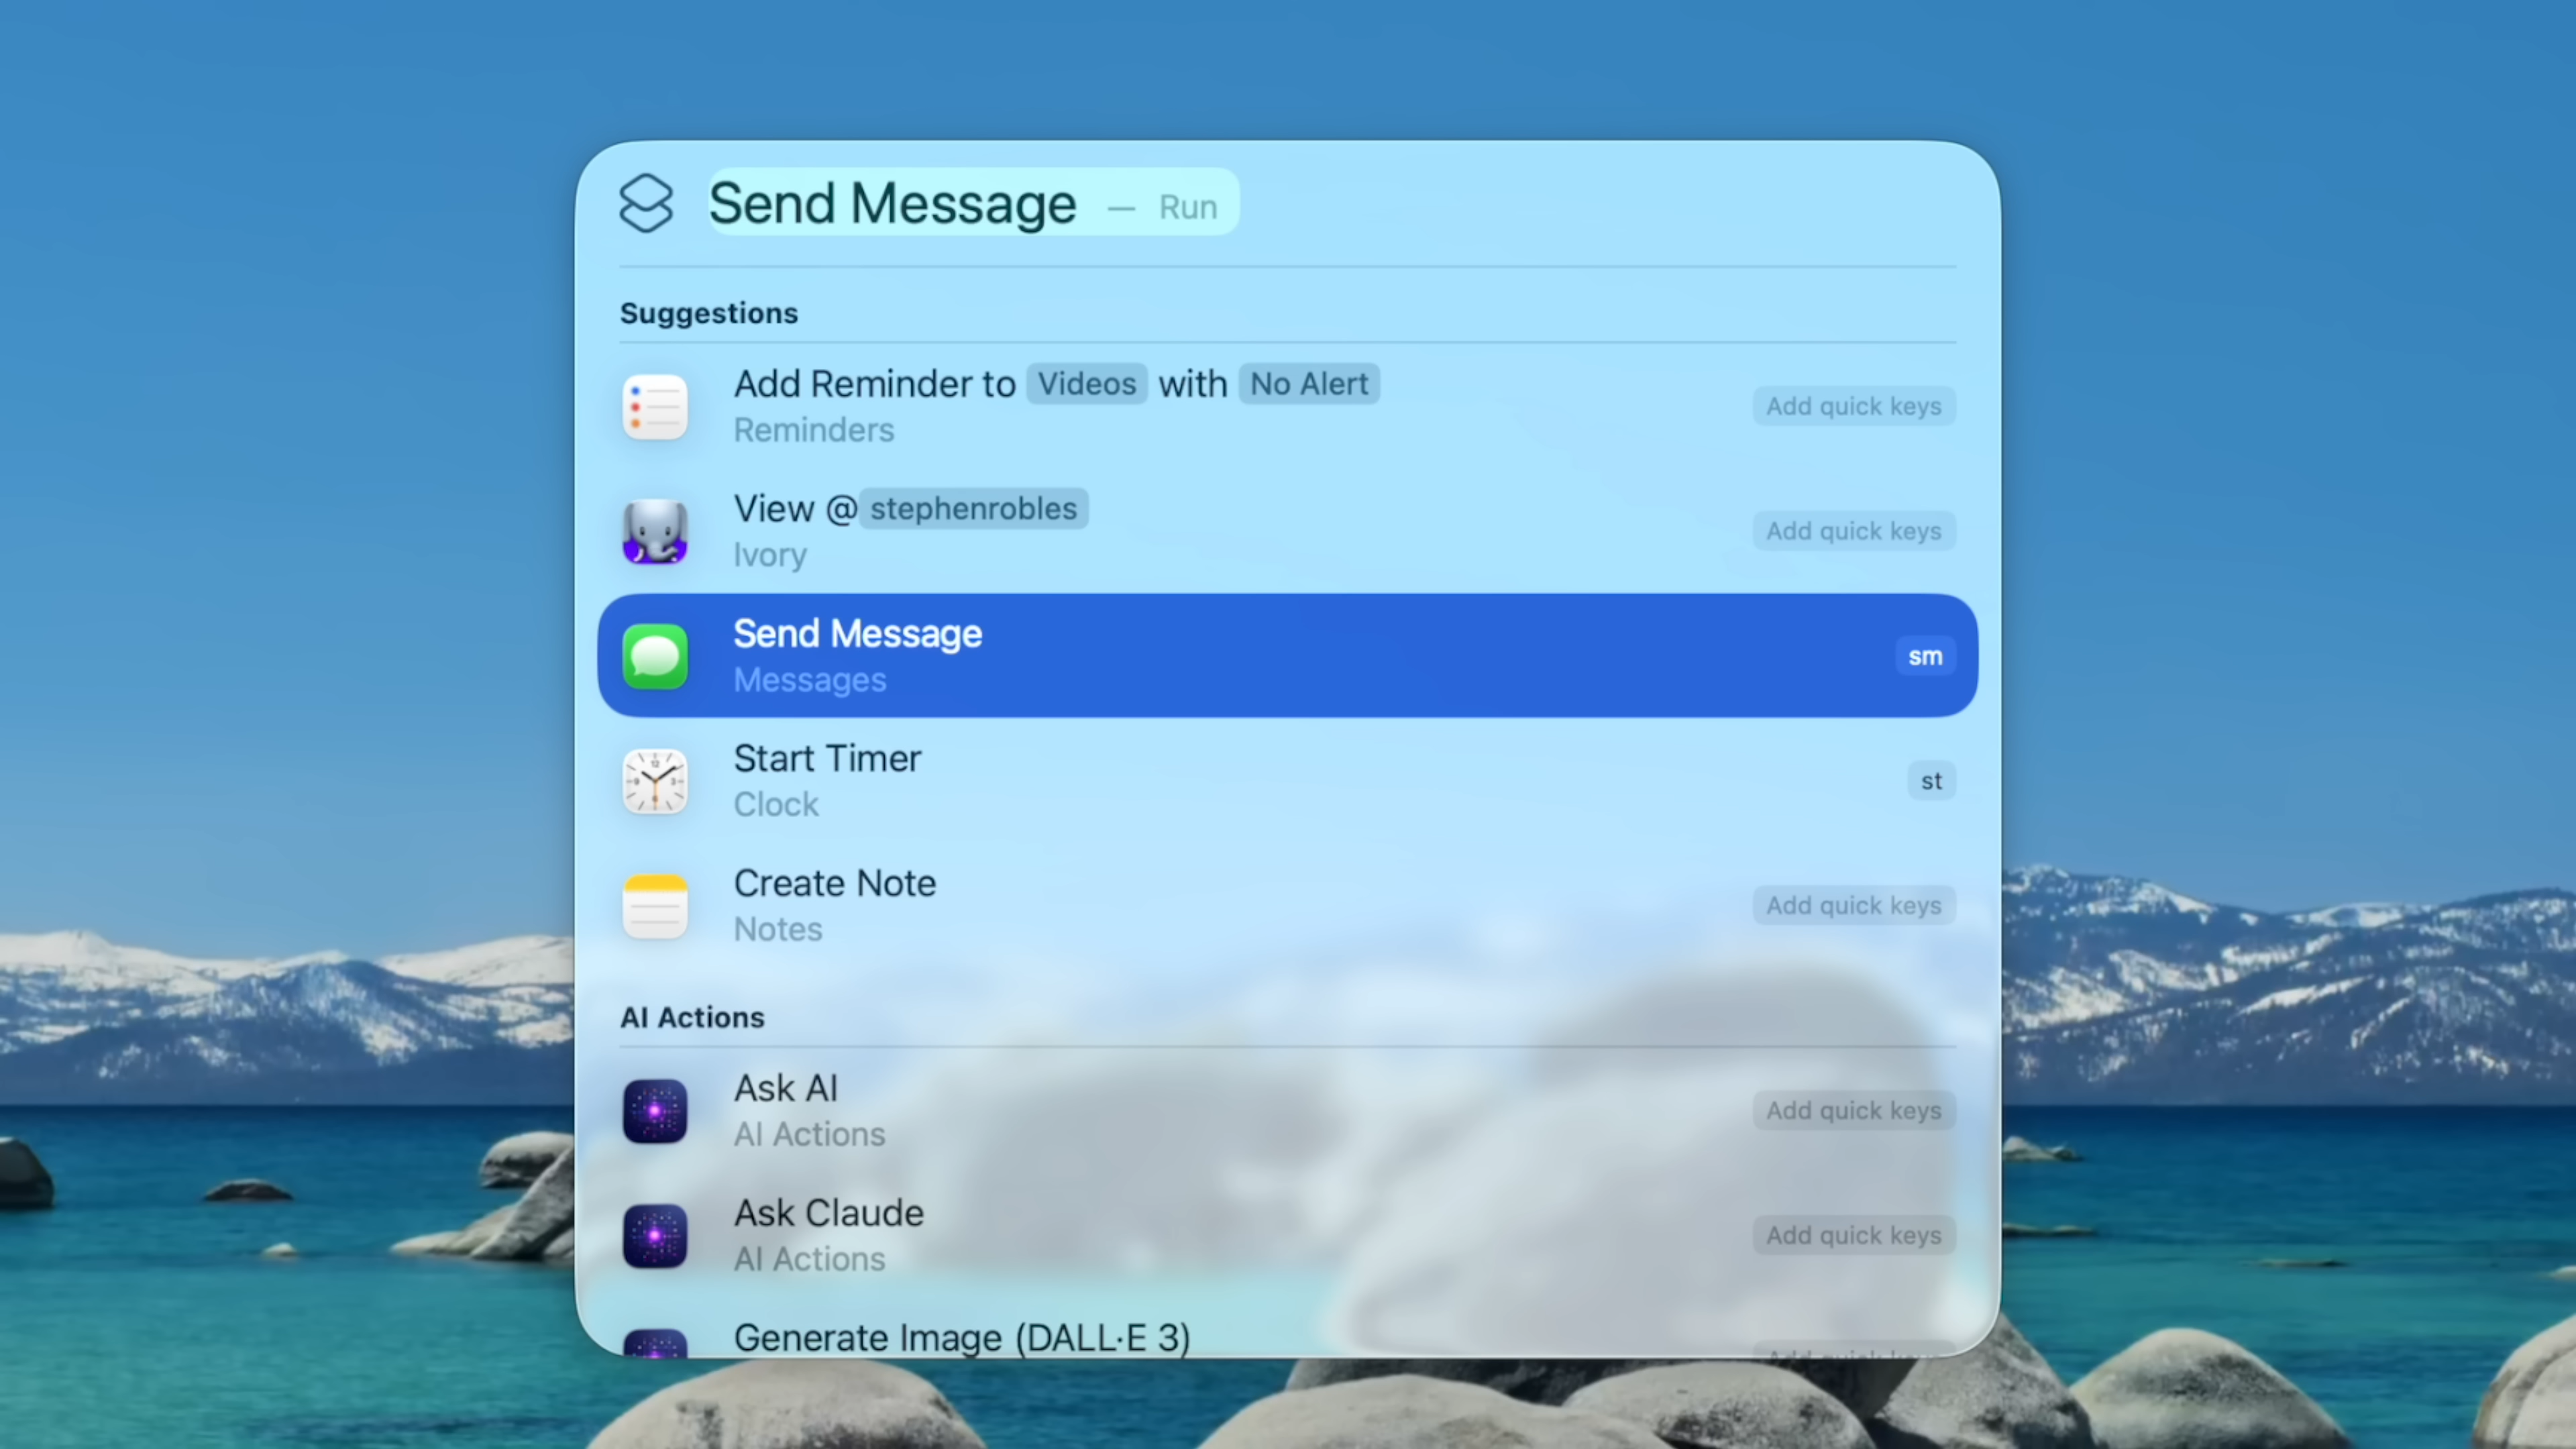 Send Message — Run
Suggestions
Add Reminder to Videos with No Alert
Reminders
Add quick keys
View @stephenrobles
Ivory
Add quick keys
Send Message
Messages
sm
Start Timer
Clock
st
Create Note
Notes
Add quick keys
AI Actions
Ask AI
AI Actions
Add quick keys
Ask Claude
AI Actions
Add quick keys
Generate Image (DALL·E 3)